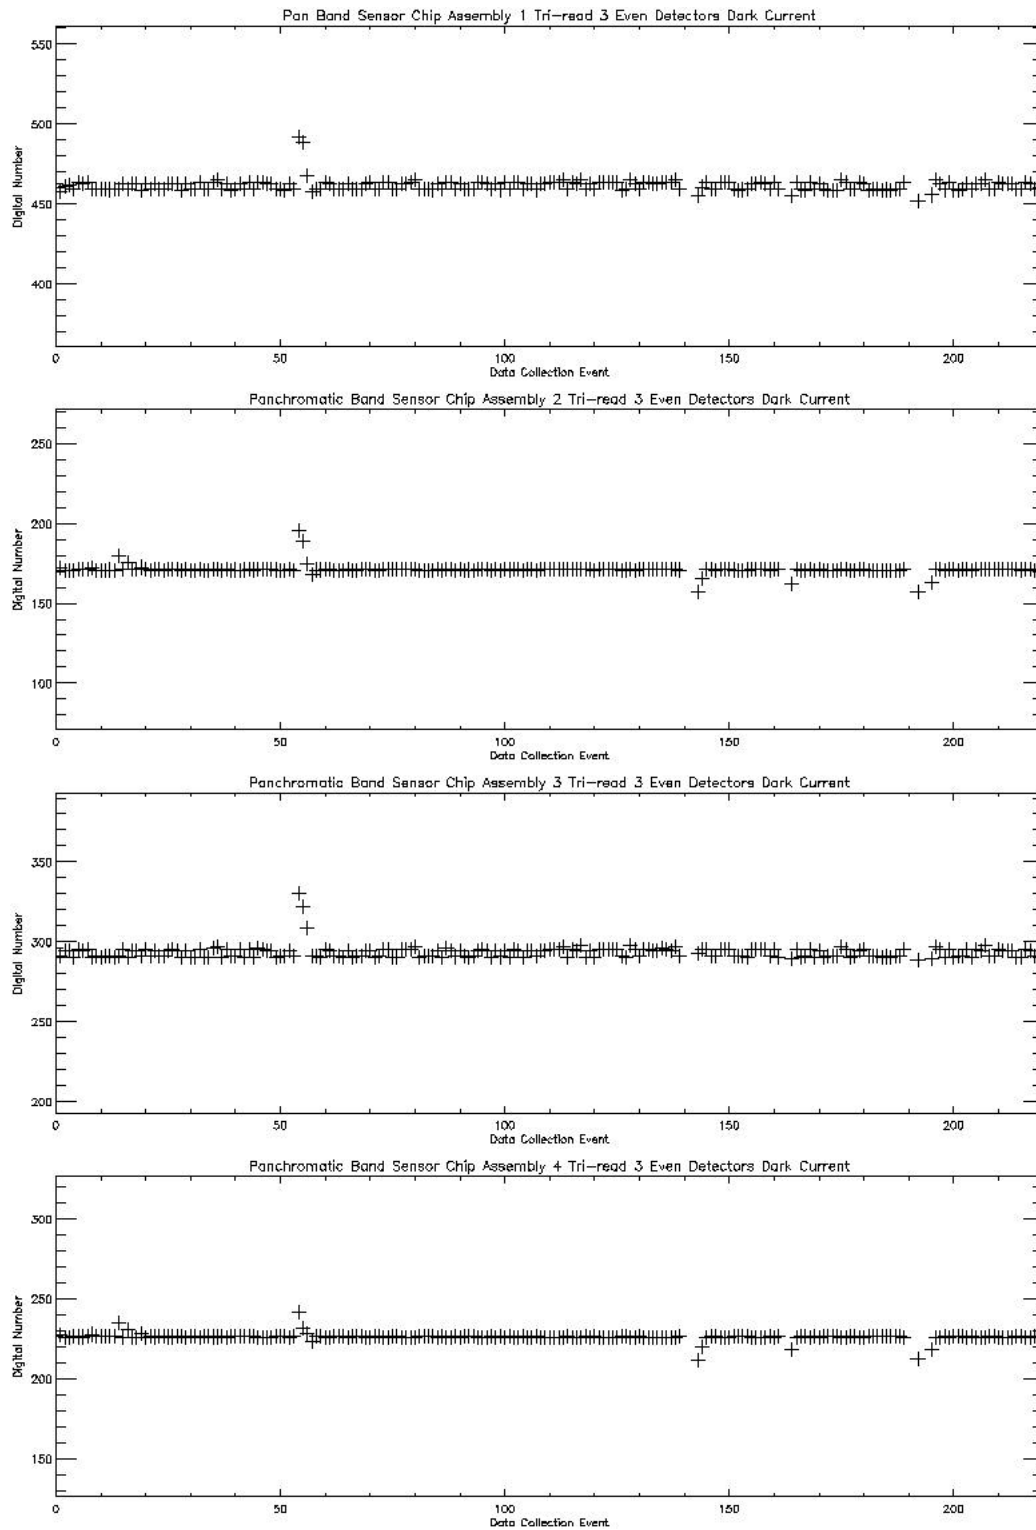 Pan Band Sensor Chip Assembly 1 Tri-read 3 Even Detectors Dark Current
550
500
450
400
Digital Number
0 50 100 150 200
Data Collection Event
Panchromatic Band Sensor Chip Assembly 2 Tri-read 3 Even Detectors Dark Current
250
200
150
100
Digital Number
0 50 100 150 200
Data Collection Event
Panchromatic Band Sensor Chip Assembly 3 Tri-read 3 Even Detectors Dark Current
350
300
250
200
Digital Number
0 50 100 150 200
Data Collection Event
Panchromatic Band Sensor Chip Assembly 4 Tri-read 3 Even Detectors Dark Current
300
250
200
150
Digital Number
0 50 100 150 200
Data Collection Event